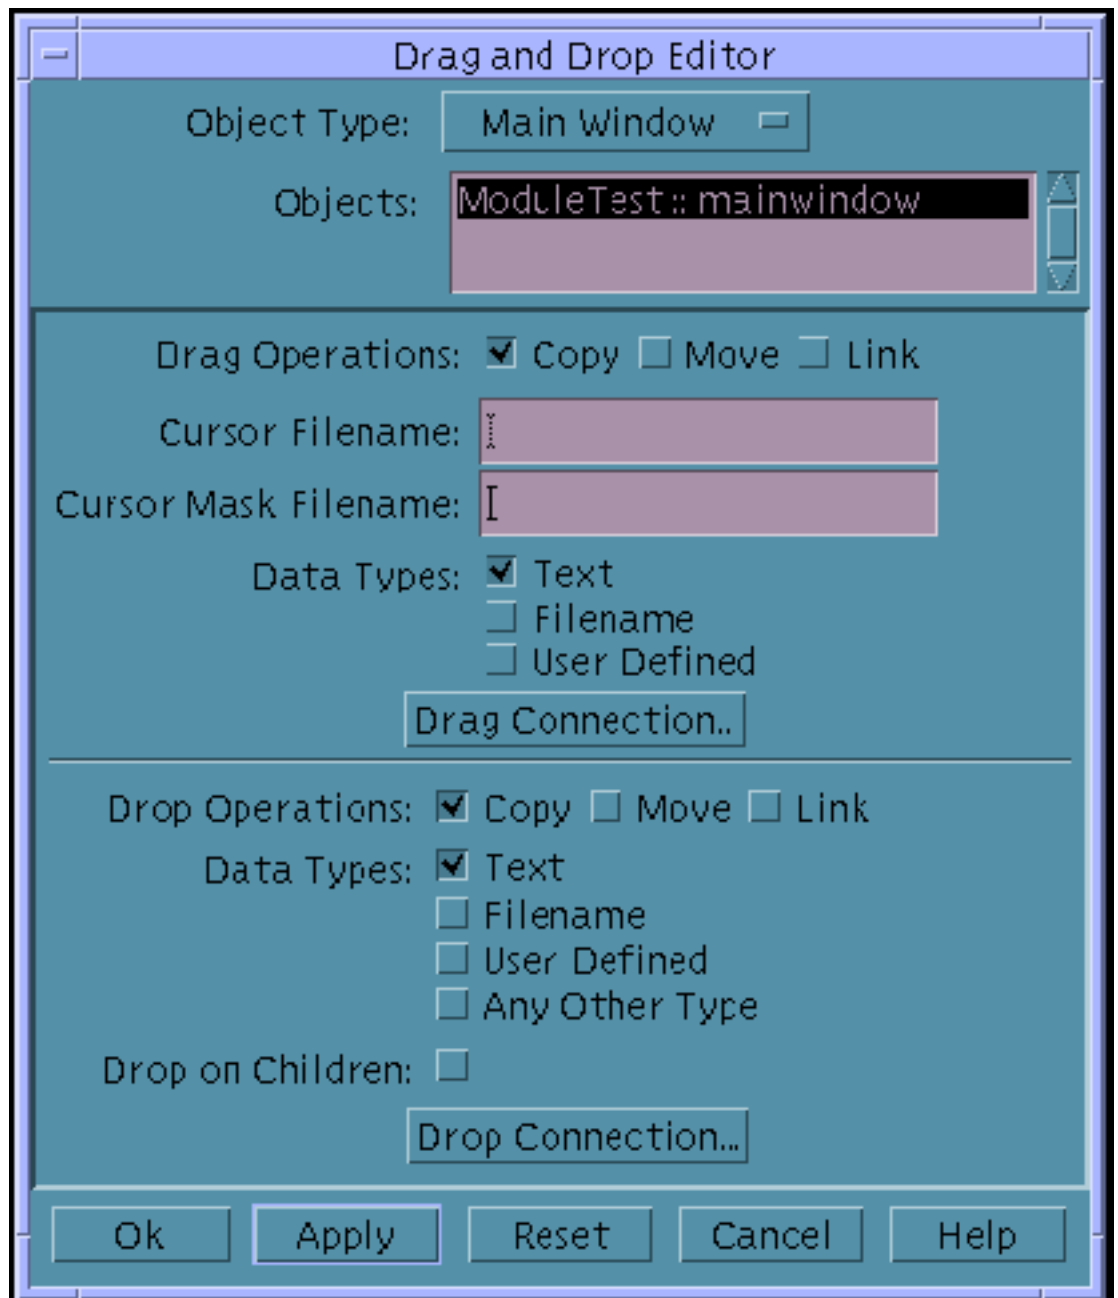 Drag and Drop Editor
Object Type: Main Window
Objects: ModuleTest :: mainwindow
Drag Operations: Copy Move Link
Cursor Filename:
Cursor Mask Filename:
Data Types: Text
Filename
User Defined
Drag Connection..
Drop Operations: Copy Move Link
Data Types: Text
Filename
User Defined
Any Other Type
Drop on Children:
Drop Connection...
Ok Apply Reset Cancel Help